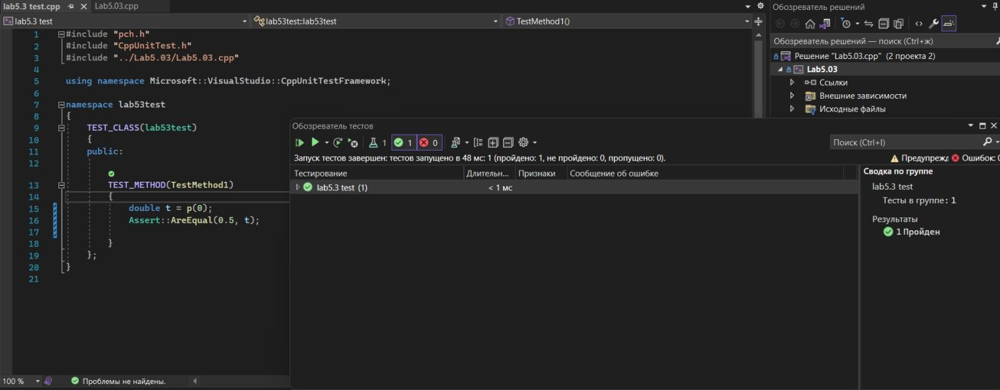 lab5.3 test.cpp
Lab5.03.cpp
lab5.3 test
lab53test::lab53test
TestMethod1()
1 #include "pch.h"
2 #include "CppUnitTest.h"
3 #include "../Lab5.03/Lab5.03.cpp"
4
5 using namespace Microsoft::VisualStudio::CppUnitTestFramework;
6
7 namespace lab53test
8 {
9 TEST_CLASS(lab53test)
10 {
11 public:
12
13 TEST_METHOD(TestMethod1)
14 {
15 double t = p(0);
16 Assert::AreEqual(0.5, t);
17
18 }
19 };
20 }
21
100 %
Проблемы не найдены.
Обозреватель решений
Обозреватель решений — поиск (Ctrl+ж)
Решение "Lab5.03.cpp" (2 проекта 2)
Lab5.03
Ссылки
Внешние зависимости
Исходные файлы
Обозреватель тестов
1 1 0
Поиск (Ctrl+I)
Запуск тестов завершен: тестов запущено в 48 мс: 1 (пройдено: 1, не пройдено: 0, пропущено: 0).
Предупрежд Ошибок: 0
Тестирование Длительн... Признаки Сообщение об ошибке
lab5.3 test (1) < 1 мс
Сводка по группе
lab5.3 test
Тесты в группе: 1
Результаты
1 Пройден